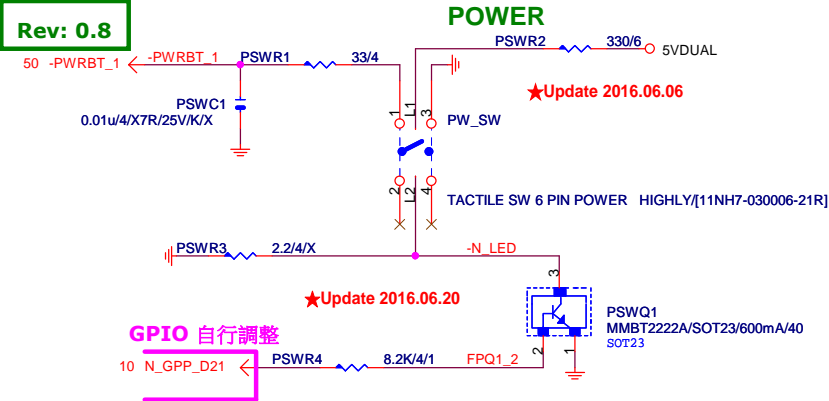 Rev: 0.8
POWER
50 -PWRBT_1
-PWRBT_1
PSWR1
33/4
PSWR2
330/6
5VDUAL
★Update 2016.06.06
PSWC1
0.01u/4/X7R/25V/K/X
1
L1
3
PW_SW
2
L2
4
TACTILE SW 6 PIN POWER HIGHLY/[11NH7-030006-21R]
PSWR3
2.2/4/X
-N_LED
★Update 2016.06.20
3
PSWQ1
MMBT2222A/SOT23/600mA/40
SOT23
2
1
GPIO 自行調整
10 N_GPP_D21
PSWR4
8.2K/4/1
FPQ1_2